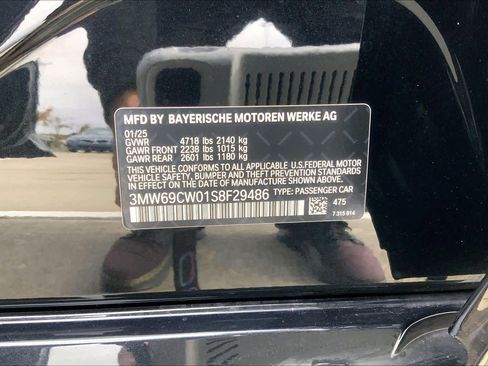 MFD BY BAYERISCHE MOTOREN WERKE AG
01/25
GVWR 4718 lbs 2140 kg
GAWR FRONT 2238 lbs 1015 kg
GAWR REAR 2601 lbs 1180 kg
THIS VEHICLE CONFORMS TO ALL APPLICABLE U.S.FEDERAL MOTOR
VEHICLE SAFETY, BUMPER AND THEFT PREVENTION STANDARDS
IN EFFECT ON THE DATE OF MANUFACTURE SHOWN ABOVE.
3MW69CW01S8F29486 TYPE: PASSENGER CAR
475
7 315 814